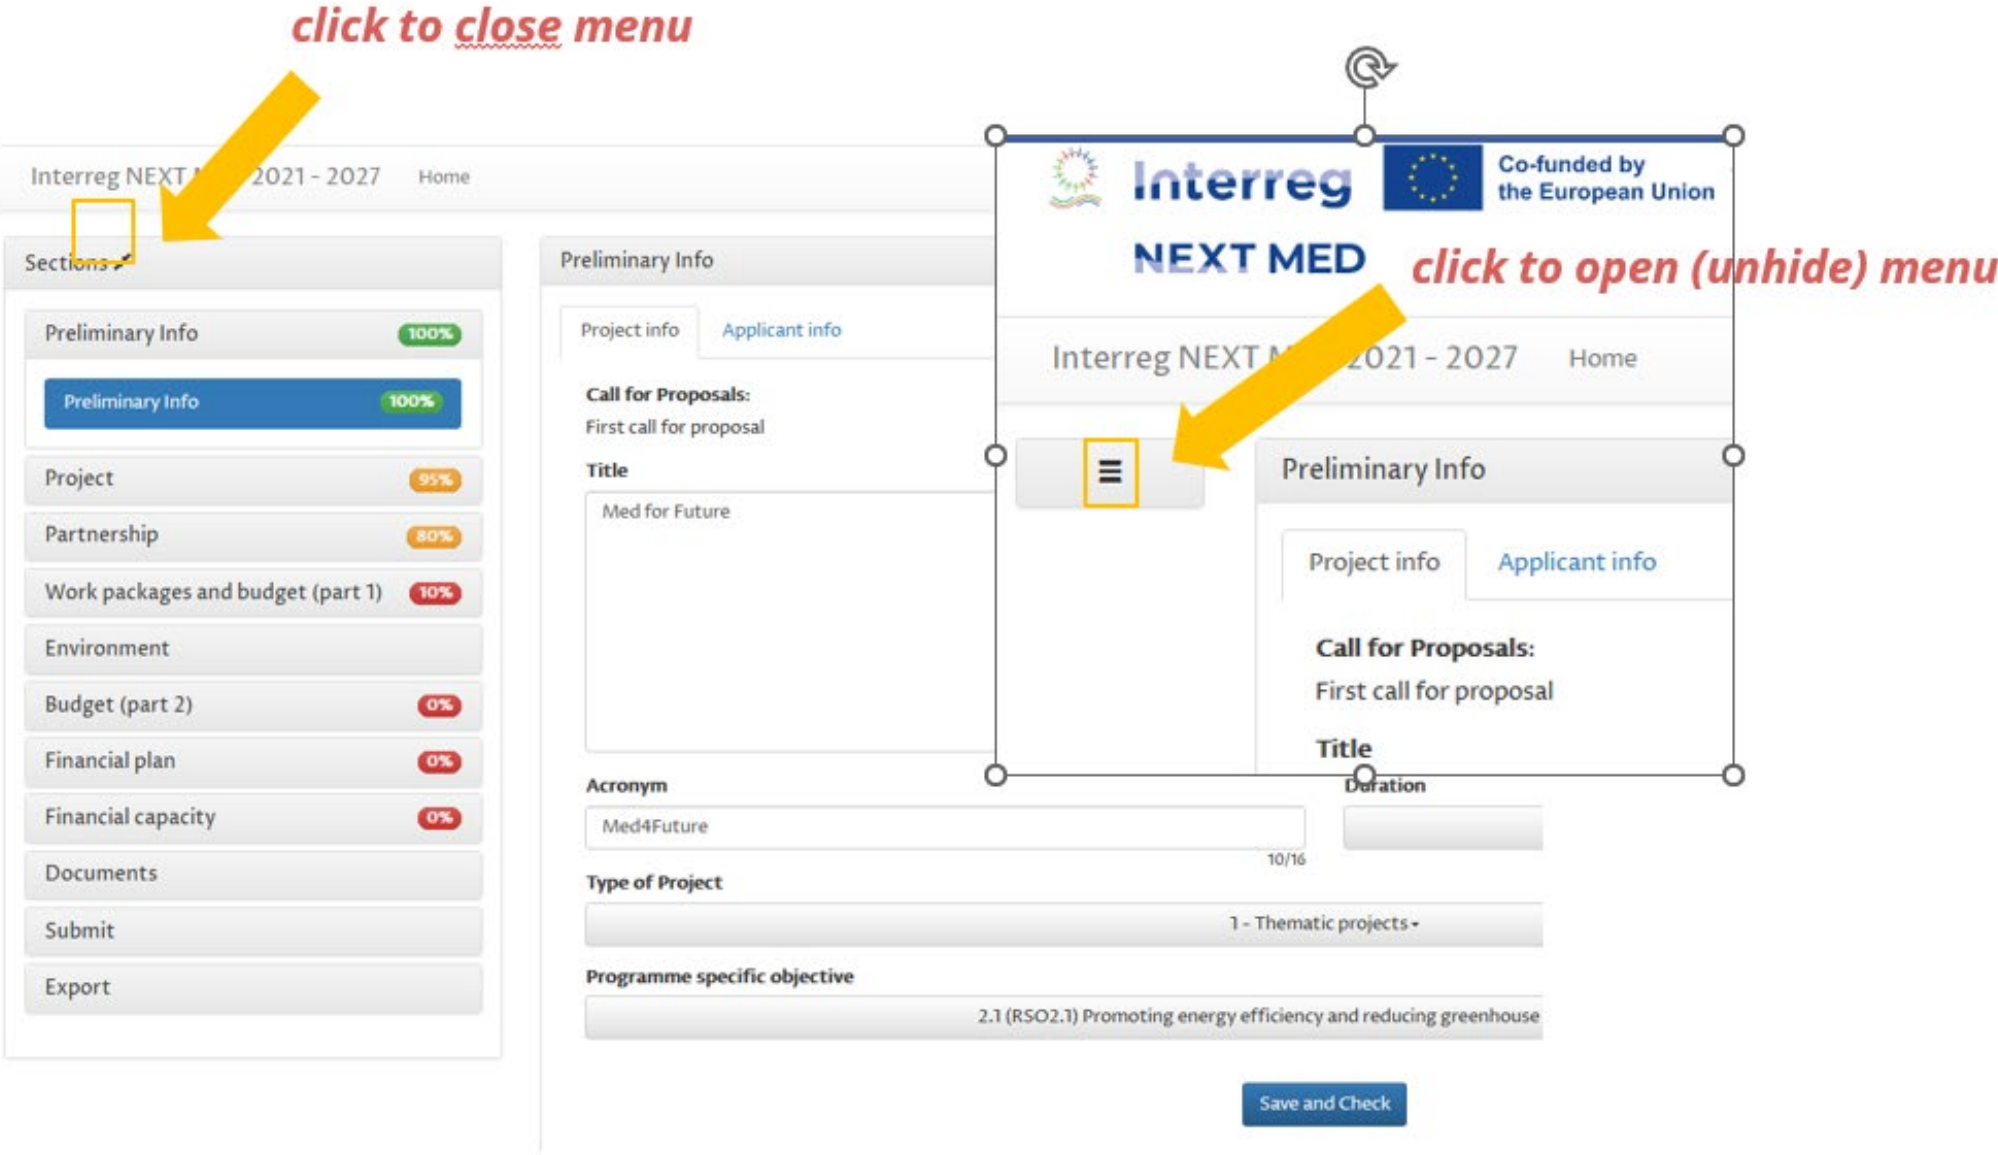 click to close menu
Interreg NEXT 2021 - 2027 Home
Sections
Preliminary Info 100%
Preliminary Info 100%
Project 95%
Partnership 80%
Work packages and budget (part 1) 10%
Environment
Budget (part 2) 0%
Financial plan 0%
Financial capacity 0%
Documents
Submit
Export
Preliminary Info
Project info Applicant info
Call for Proposals:
First call for proposal
Title
Med for Future
Acronym
Med4Future
10/16
Duration
Type of Project
1 - Thematic projects
Programme specific objective
2.1 (RSO2.1) Promoting energy efficiency and reducing greenhouse
Save and Check
Interreg
Co-funded by
the European Union
NEXT MED
click to open (unhide) menu
Interreg NEXT 2021 - 2027 Home
Preliminary Info
Project info Applicant info
Call for Proposals:
First call for proposal
Title